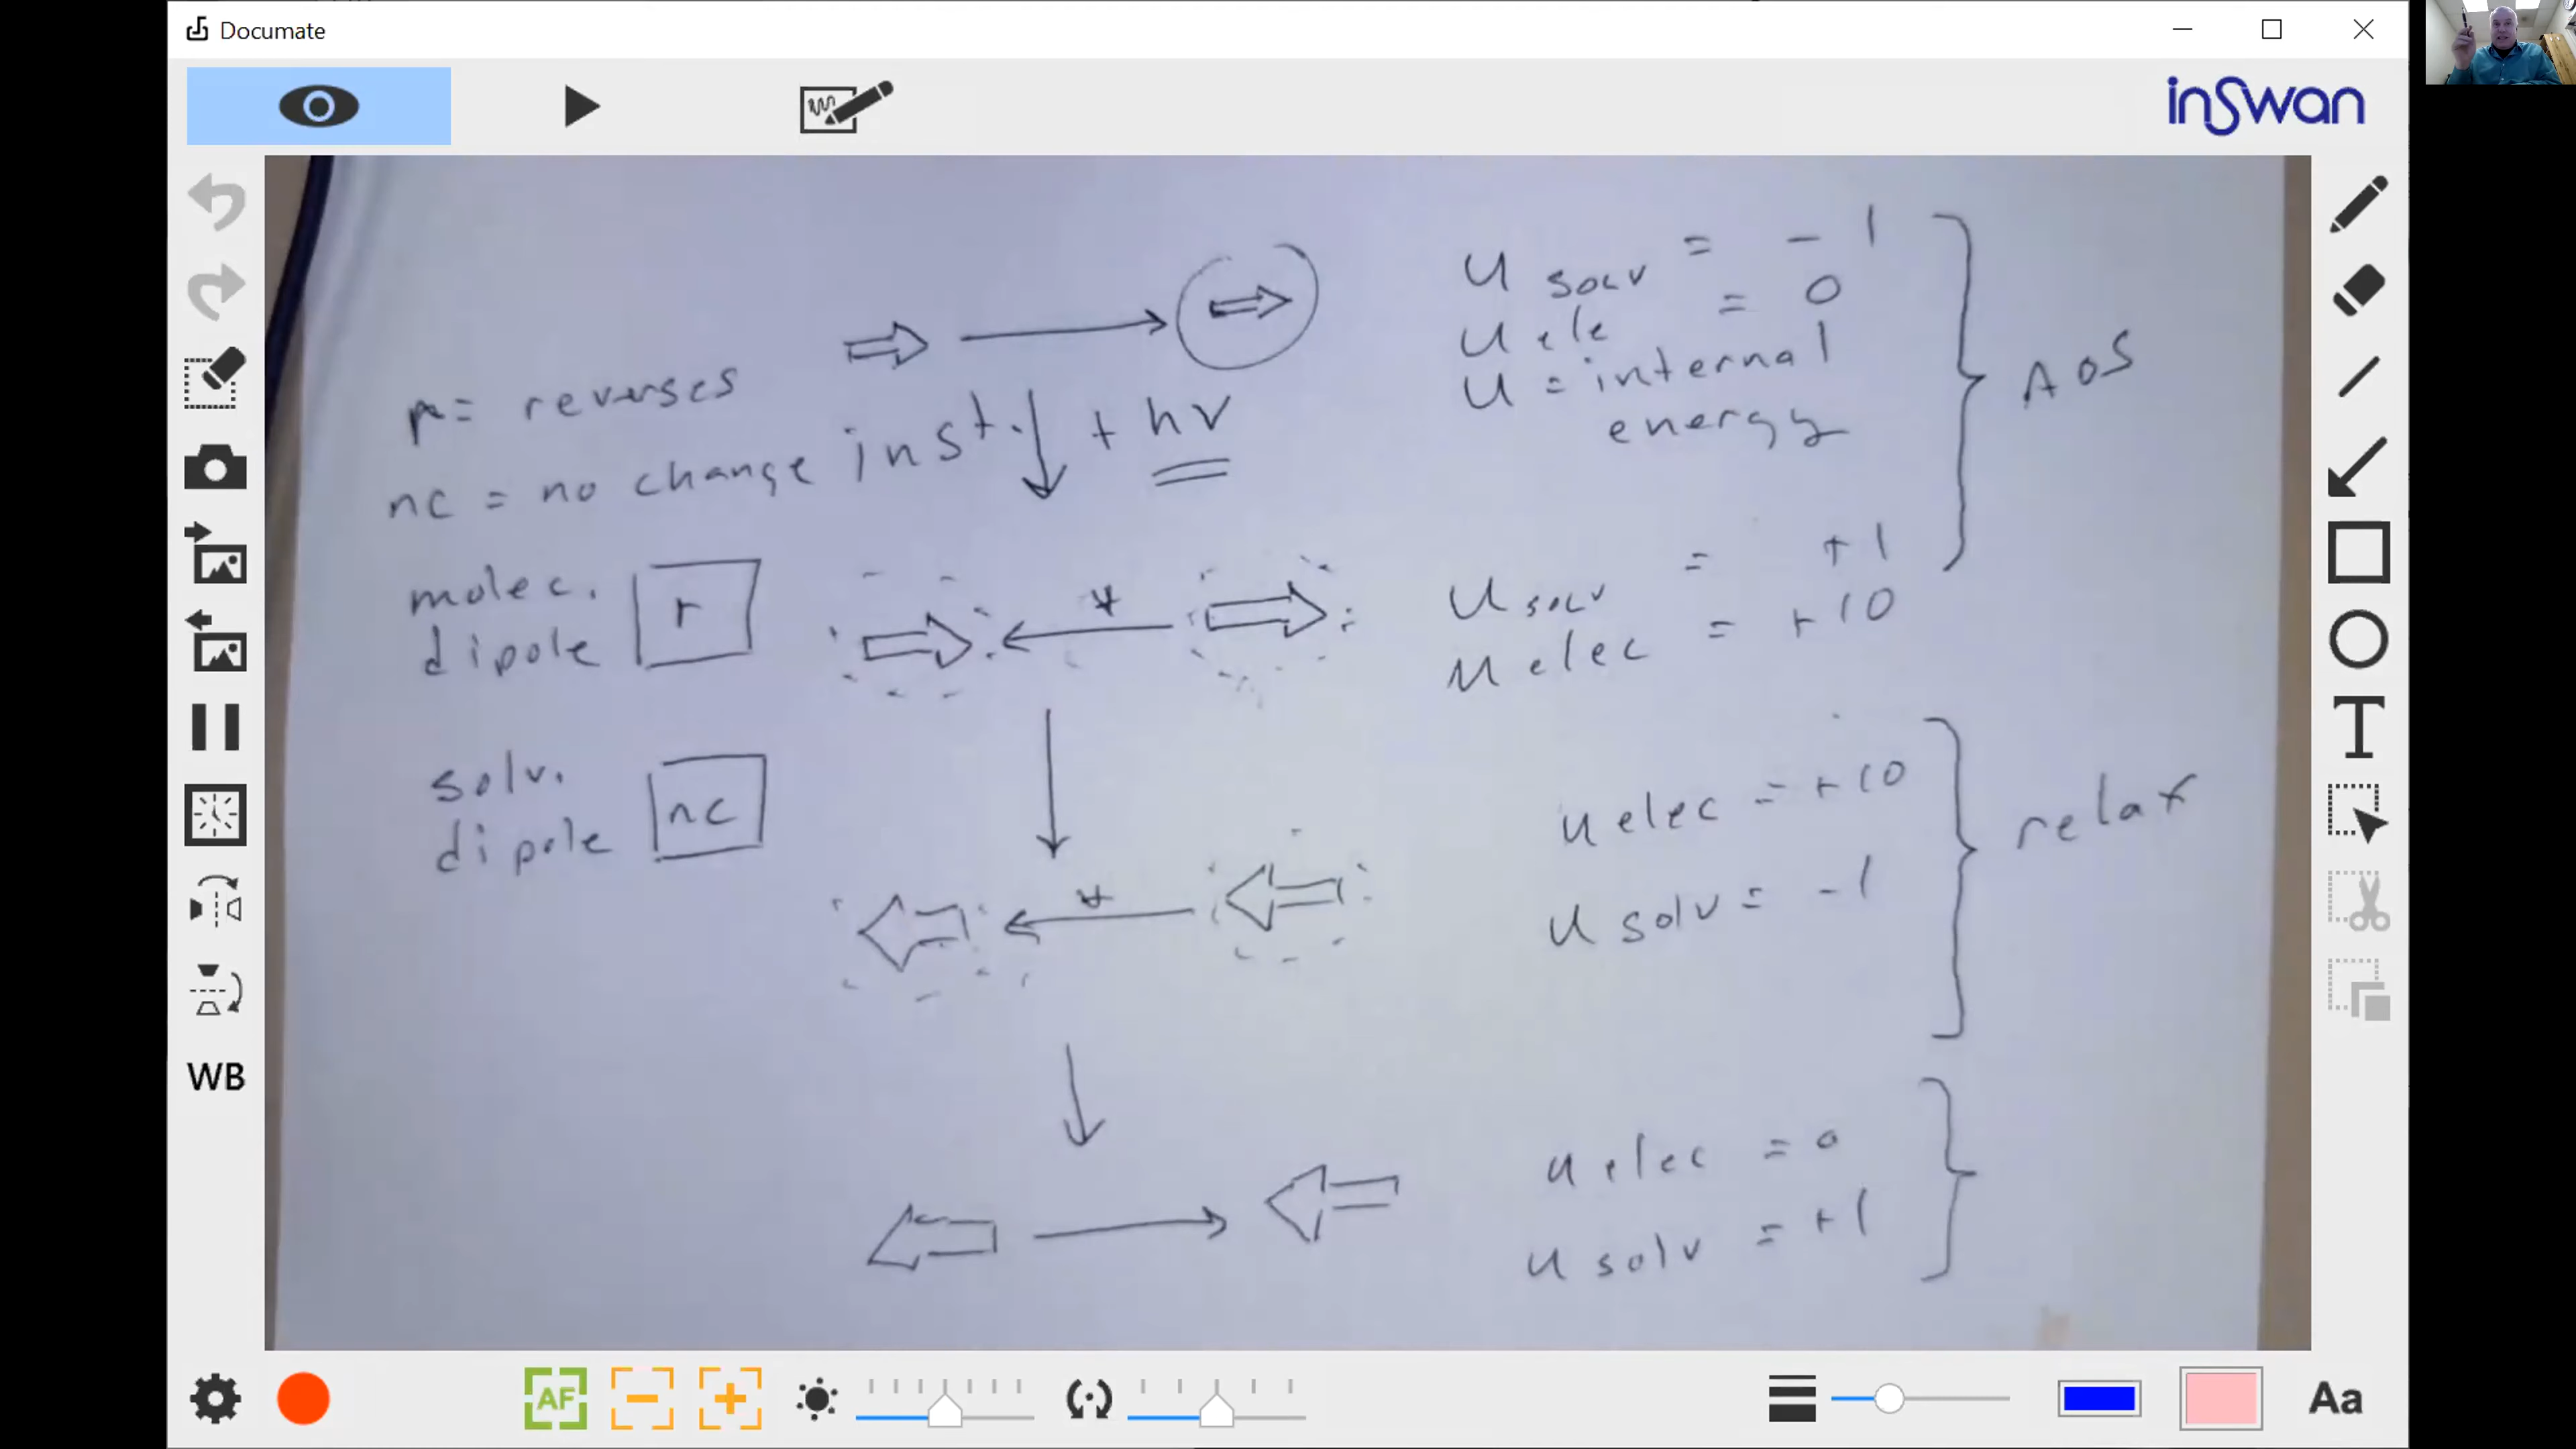 Documate
inSwan
U solv = - 1
U ele = 0
U = internal
energy
AOS
r = reverses
nc = no change
inst. + hν
molec.
dipole
r
*
U solv = +1
U elec = +10
solv.
dipole
nc
*
u elec = +10
u solv = -1
relax
u elec = 0
u solv = +1
WB
AF
T
Aa